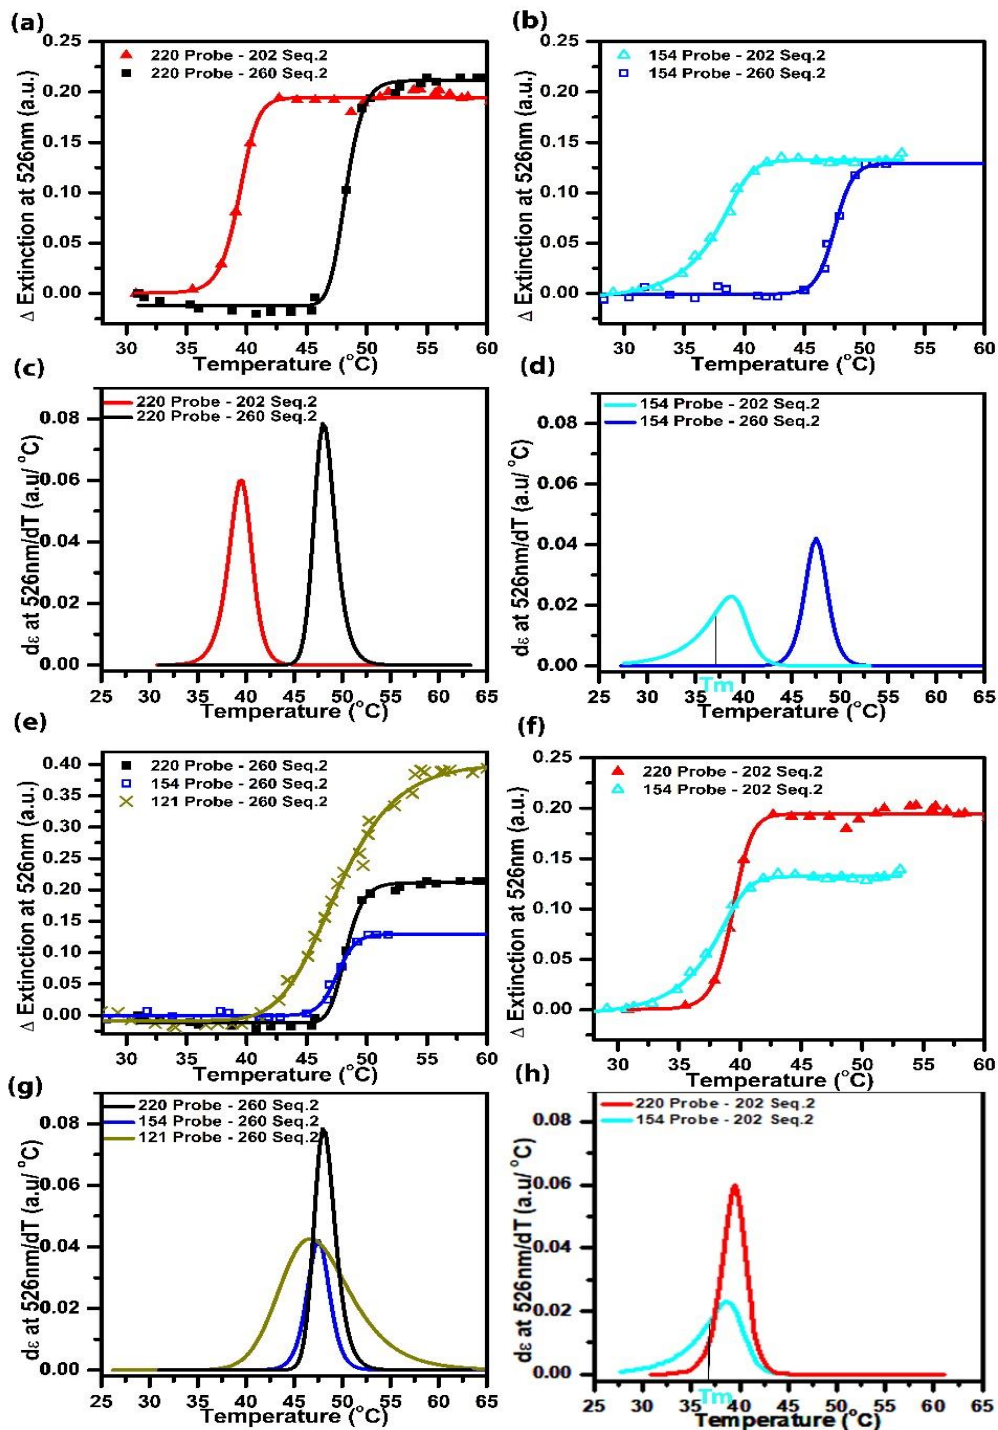 (a)
0.25
0.20
0.15
0.10
0.05
0.00
Δ Extinction at 526nm (a.u.)
220 Probe - 202 Seq.2
220 Probe - 260 Seq.2
30 35 40 45 50 55 60
Temperature (°C)
(b)
0.25
0.20
0.15
0.10
0.05
0.00
Δ Extinction at 526nm (a.u.)
154 Probe - 202 Seq.2
154 Probe - 260 Seq.2
30 35 40 45 50 55 60
Temperature (°C)
(c)
0.08
0.06
0.04
0.02
0.00
dε at 526nm/dT (a.u/ °C)
220 Probe - 202 Seq.2
220 Probe - 260 Seq.2
25 30 35 40 45 50 55 60 65
Temperature (°C)
(d)
0.08
0.06
0.04
0.02
0.00
dε at 526nm/dT (a.u/ °C)
154 Probe - 202 Seq.2
154 Probe - 260 Seq.2
Tm
25 30 35 40 45 50 55 60 65
Temperature (°C)
(e)
0.40
0.35
0.30
0.25
0.20
0.15
0.10
0.05
0.00
Δ Extinction at 526nm (a.u.)
220 Probe - 260 Seq.2
154 Probe - 260 Seq.2
121 Probe - 260 Seq.2
30 35 40 45 50 55 60
Temperature (°C)
(f)
0.25
0.20
0.15
0.10
0.05
0.00
Δ Extinction at 526nm (a.u.)
220 Probe - 202 Seq.2
154 Probe - 202 Seq.2
30 35 40 45 50 55 60
Temperature (°C)
(g)
0.08
0.06
0.04
0.02
0.00
dε at 526nm/dT (a.u/ °C)
220 Probe - 260 Seq.2
154 Probe - 260 Seq.2
121 Probe - 260 Seq.2
25 30 35 40 45 50 55 60 65
Temperature (°C)
(h)
0.08
0.06
0.04
0.02
0.00
dε at 526nm/dT (a.u/ °C)
220 Probe - 202 Seq.2
154 Probe - 202 Seq.2
Tm
25 30 35 40 45 50 55 60 65
Temperature (°C)